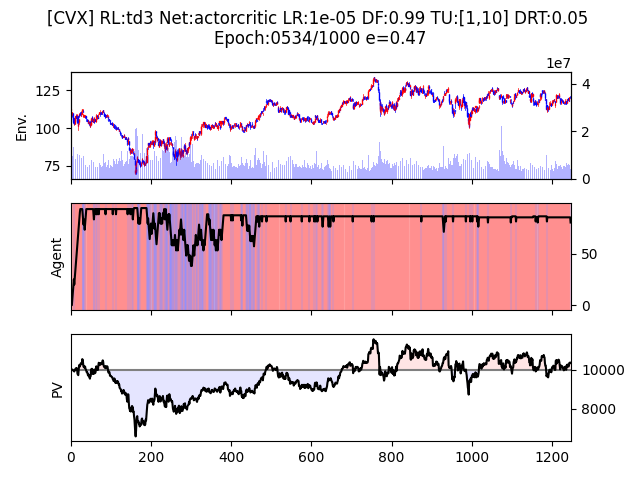 [CVX] RL:td3 Net:actorcritic LR:1e-05 DF:0.99 TU:[1,10] DRT:0.05
Epoch:0534/1000 e=0.47
1e7
125
100
75
Env.
4
2
0
Agent
50
0
PV
10000
8000
0
200
400
600
800
1000
1200